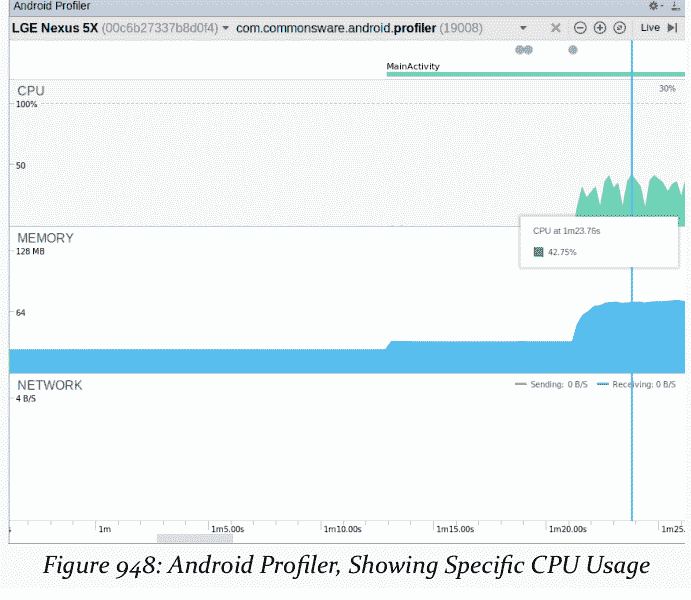 Android Profiler
LGE Nexus 5X (00c6b27337b8d0f4) com.commonsware.android.profiler (19008) Live
MainActivity
CPU 30%
100%
50
CPU at 1m23.76s
42.75%
MEMORY
128 MB
64
NETWORK Sending: 0 B/S Receiving: 0 B/S
4 B/S
1m 1m5.00s 1m10.00s 1m15.00s 1m20.00s 1m25.
Figure 948: Android Profiler, Showing Specific CPU Usage